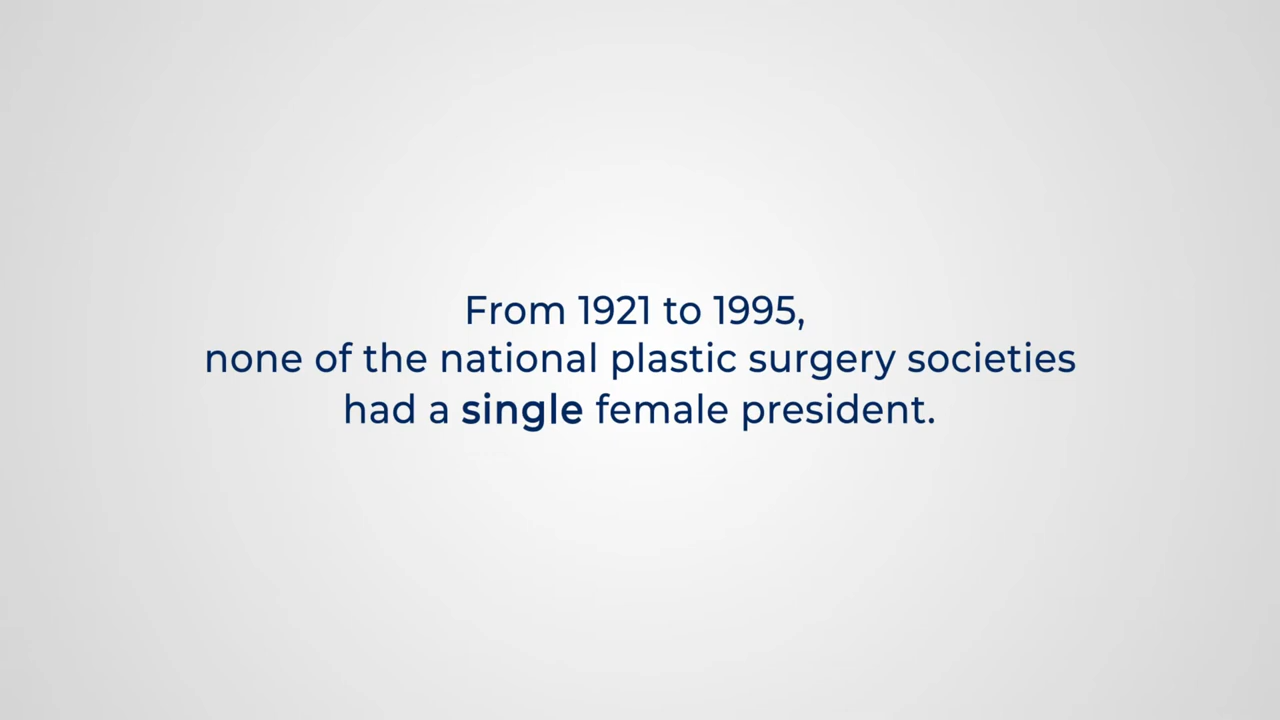 From 1921 to 1995,
none of the national plastic surgery societies
had a single female president.